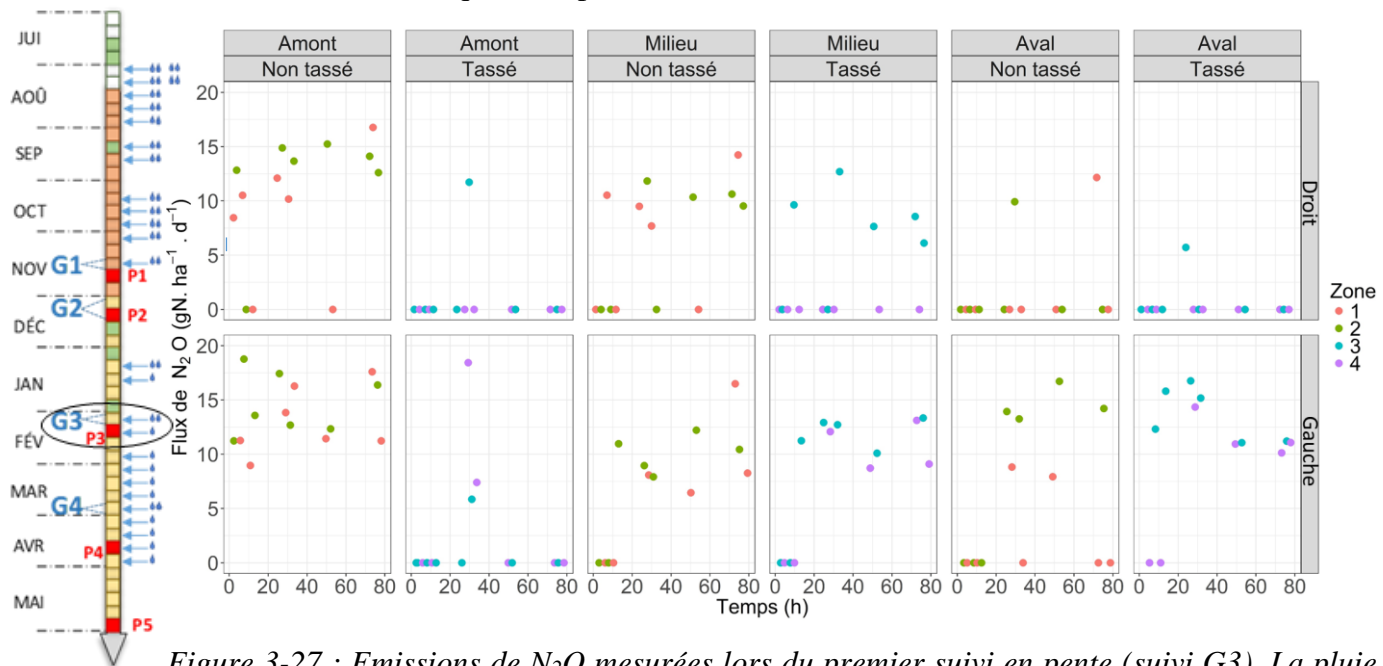 Amont Amont Milieu Milieu Aval Aval
Non tassé Tassé Non tassé Tassé Non tassé Tassé
JUI
AOÛ
SEP
OCT
NOV
DÉC
JAN
FÉV
MAR
AVR
MAI
G1
P1
G2
P2
G3
P3
G4
P4
P5
Flux de N₂O (gN. ha⁻¹ . d⁻¹)
20
15
10
5
0
Droit
20
15
10
5
0
Gauche
0 20 40 60 80 0 20 40 60 80 0 20 40 60 80 0 20 40 60 80 0 20 40 60 80 0 20 40 60 80
Temps (h)
Zone
1
2
3
4
Figure 3-27 : Emissions de N₂O mesurées lors du premier suivi en pente (suivi G3). La pluie